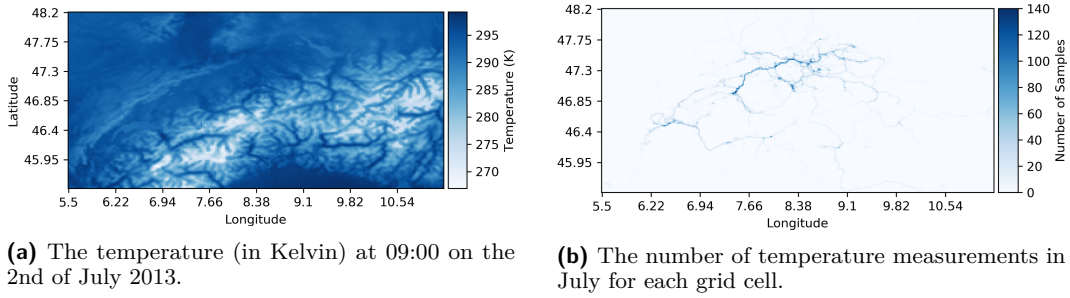 48.2
47.75
47.3
46.85
46.4
45.95
Latitude
5.5 6.22 6.94 7.66 8.38 9.1 9.82 10.54
Longitude
295
290
285
280
275
270
Temperature (K)
(a) The temperature (in Kelvin) at 09:00 on the
2nd of July 2013.
48.2
47.75
47.3
46.85
46.4
45.95
5.5 6.22 6.94 7.66 8.38 9.1 9.82 10.54
Longitude
140
120
100
80
60
40
20
0
Number of Samples
(b) The number of temperature measurements in
July for each grid cell.